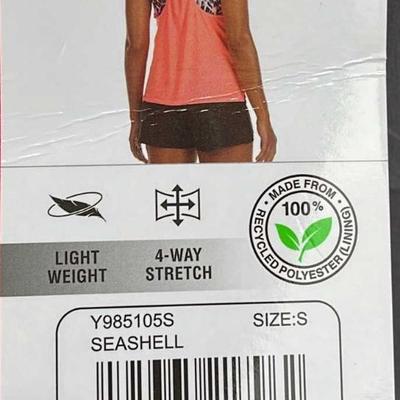 LIGHT WEIGHT
4-WAY STRETCH
• MADE FROM •
100%
RECYCLED POLYESTER (LINING)
Y985105S SIZE:S
SEASHELL